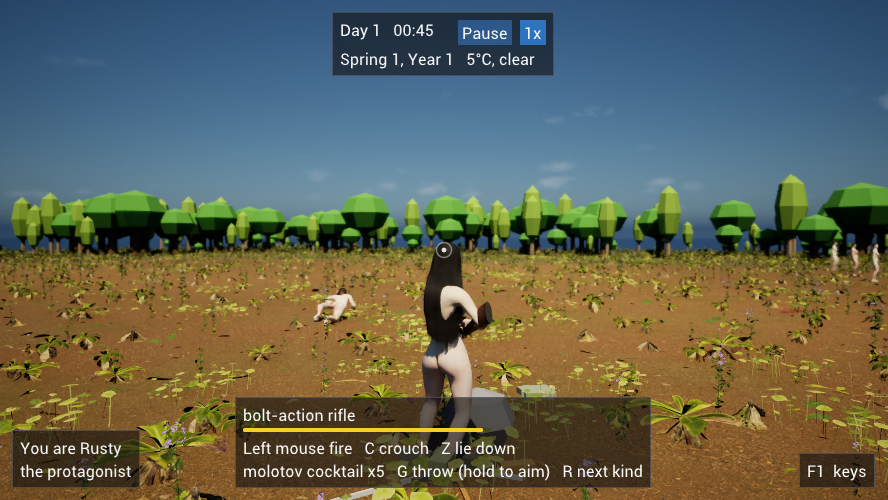 Day 1 00:45 Pause 1x
Spring 1, Year 1 5°C, clear
bolt-action rifle
Left mouse fire C crouch Z lie down
molotov cocktail x5 G throw (hold to aim) R next kind
You are Rusty
the protagonist
F1 keys